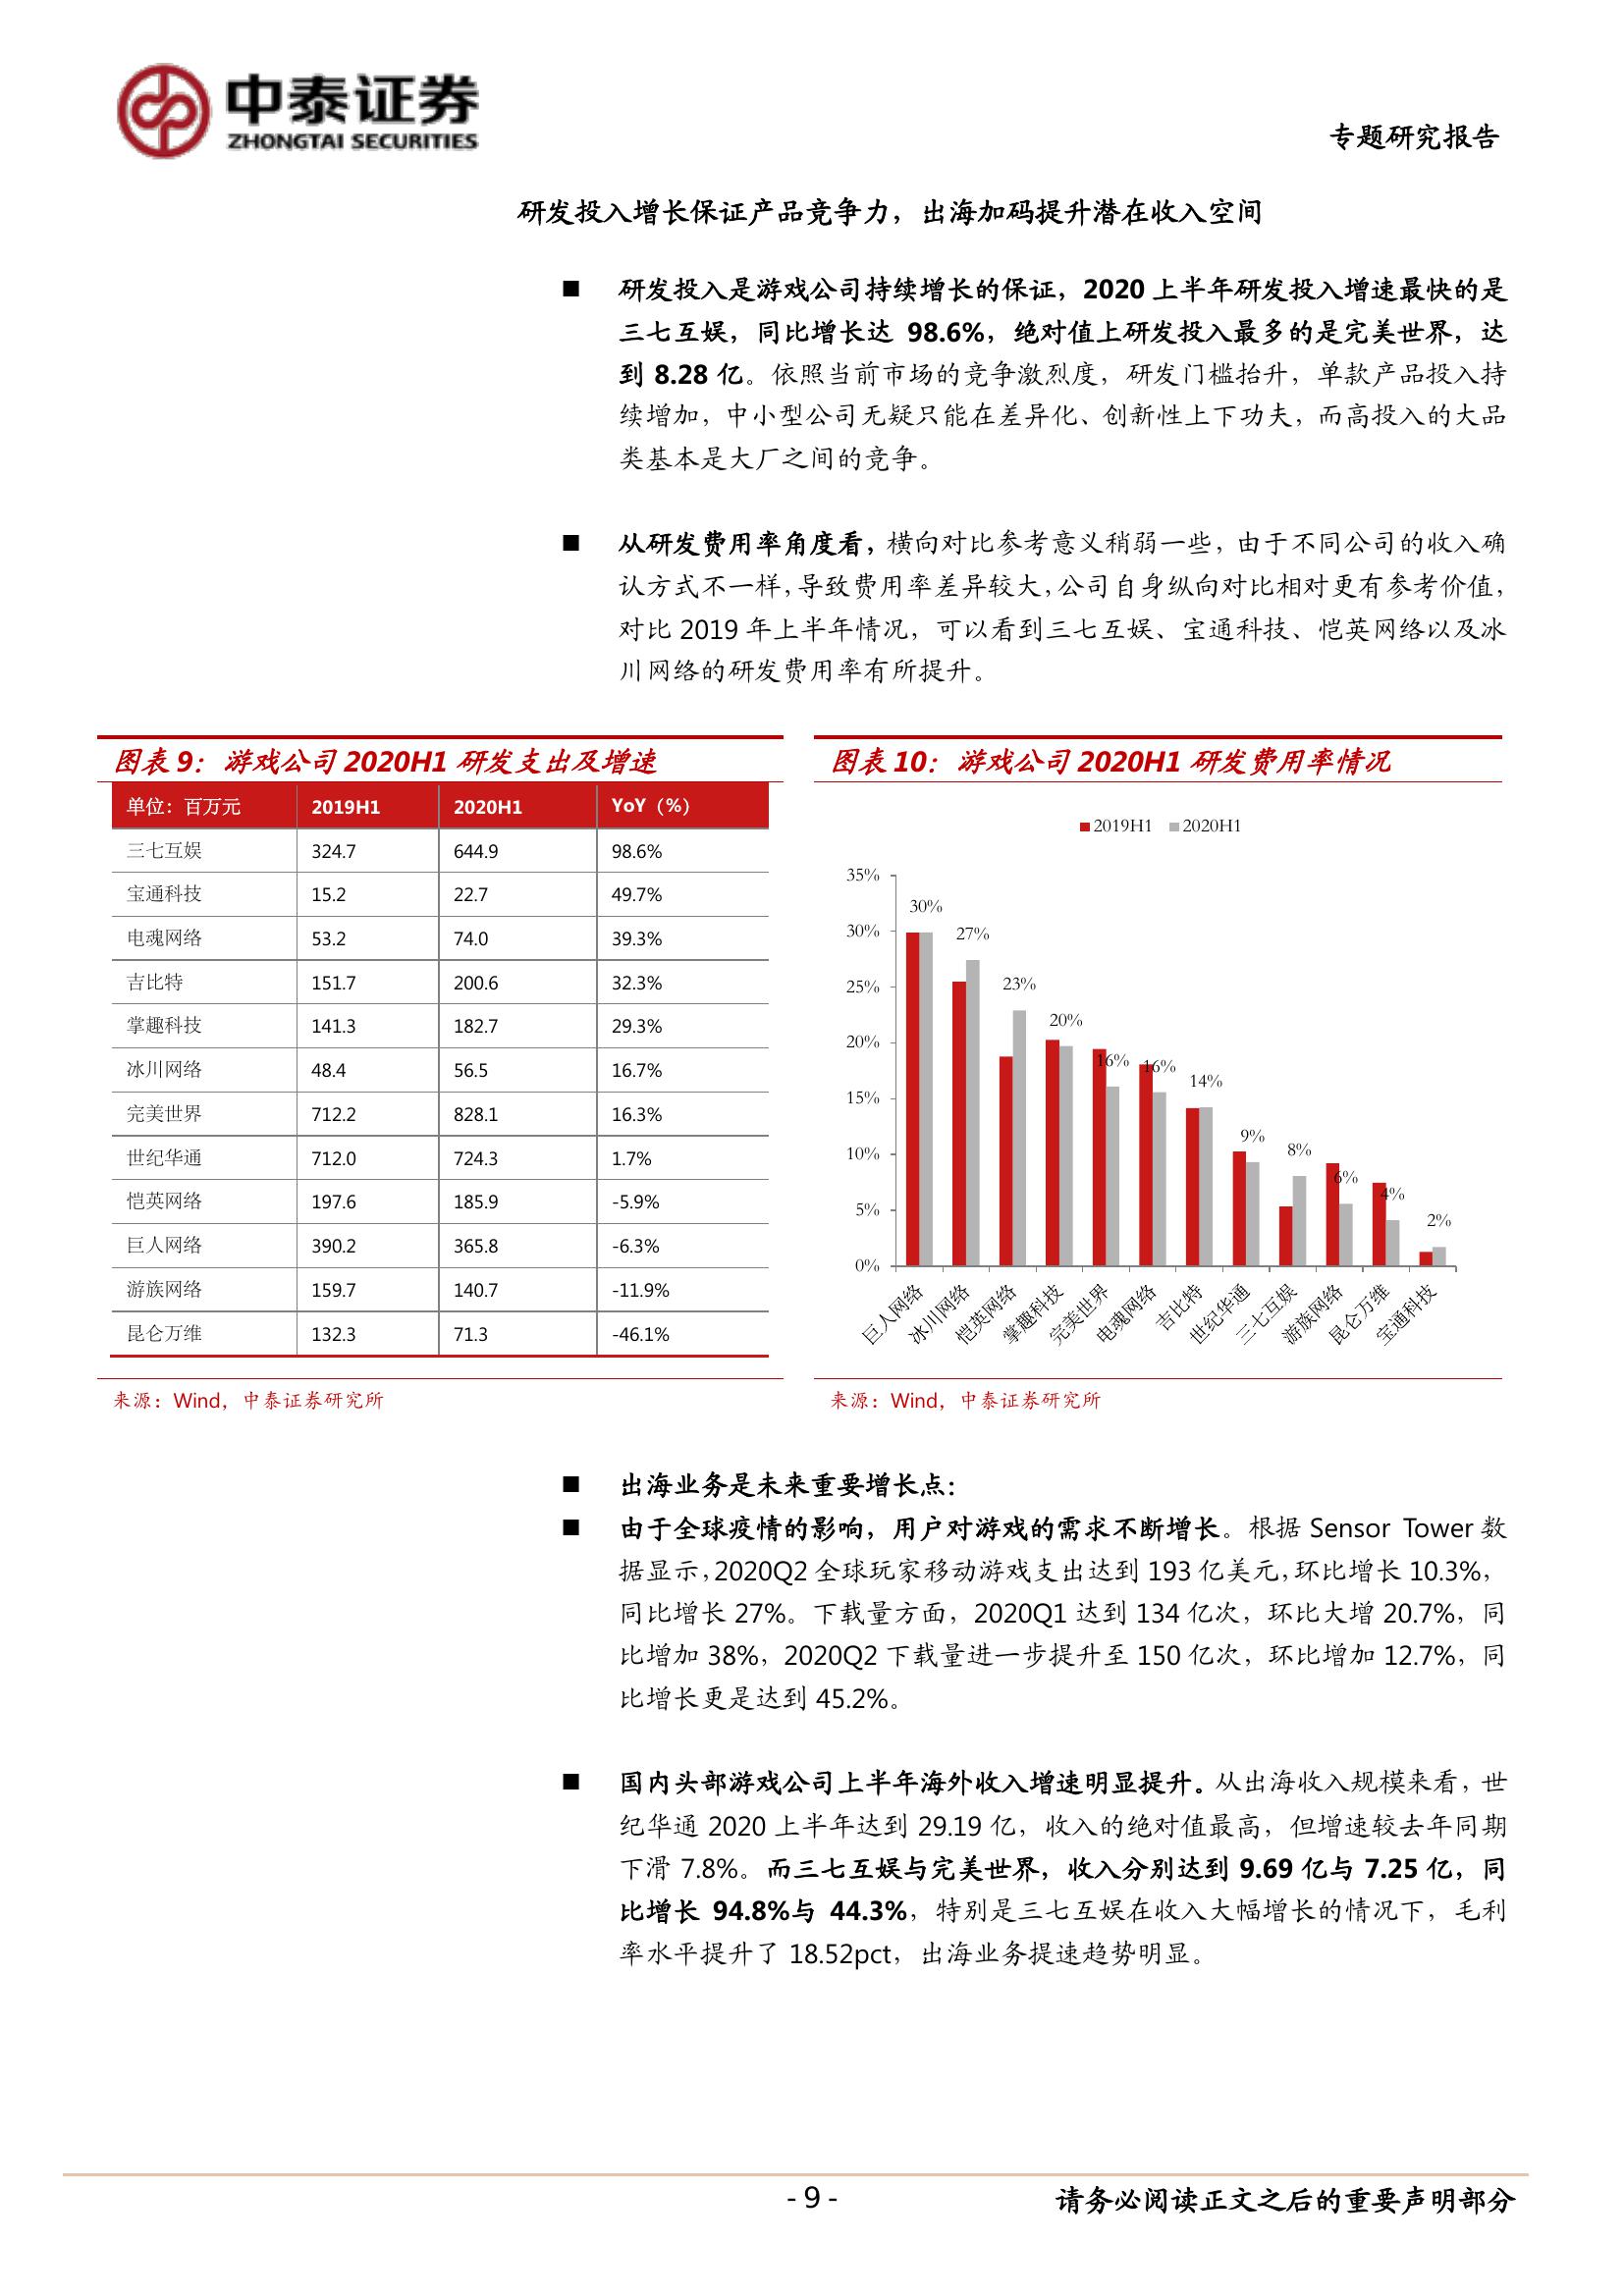 中泰证券
ZHONGTAI SECURITIES
专题研究报告
研发投入增长保证产品竞争力，出海加码提升潜在收入空间
■ 研发投入是游戏公司持续增长的保证，2020 上半年研发投入增速最快的是
三七互娱，同比增长达 98.6%，绝对值上研发投入最多的是完美世界，达
到 8.28 亿。依照当前市场的竞争激烈度，研发门槛抬升，单款产品投入持
续增加，中小型公司无疑只能在差异化、创新性上下功夫，而高投入的大品
类基本是大厂之间的竞争。
■ 从研发费用率角度看，横向对比参考意义稍弱一些，由于不同公司的收入确
认方式不一样，导致费用率差异较大，公司自身纵向对比相对更有参考价值，
对比 2019 年上半年情况，可以看到三七互娱、宝通科技、恺英网络以及冰
川网络的研发费用率有所提升。
图表 9：游戏公司 2020H1 研发支出及增速
单位：百万元 2019H1 2020H1 YoY（%）
三七互娱 324.7 644.9 98.6%
宝通科技 15.2 22.7 49.7%
电魂网络 53.2 74.0 39.3%
吉比特 151.7 200.6 32.3%
掌趣科技 141.3 182.7 29.3%
冰川网络 48.4 56.5 16.7%
完美世界 712.2 828.1 16.3%
世纪华通 712.0 724.3 1.7%
恺英网络 197.6 185.9 -5.9%
巨人网络 390.2 365.8 -6.3%
游族网络 159.7 140.7 -11.9%
昆仑万维 132.3 71.3 -46.1%
来源：Wind，中泰证券研究所
图表 10：游戏公司 2020H1 研发费用率情况
2019H1 2020H1
35%
30%
25%
20%
15%
10%
5%
0%
30% 27% 23% 20% 16% 16% 14% 9% 8% 6% 4% 2%
巨人网络 冰川网络 恺英网络 掌趣科技 完美世界 电魂网络 吉比特 世纪华通 三七互娱 游族网络 昆仑万维 宝通科技
来源：Wind，中泰证券研究所
■ 出海业务是未来重要增长点：
■ 由于全球疫情的影响，用户对游戏的需求不断增长。根据 Sensor Tower 数
据显示，2020Q2 全球玩家移动游戏支出达到 193 亿美元，环比增长 10.3%，
同比增长 27%。下载量方面，2020Q1 达到 134 亿次，环比大增 20.7%，同
比增加 38%，2020Q2 下载量进一步提升至 150 亿次，环比增加 12.7%，同
比增长更是达到 45.2%。
■ 国内头部游戏公司上半年海外收入增速明显提升。从出海收入规模来看，世
纪华通 2020 上半年达到 29.19 亿，收入的绝对值最高，但增速较去年同期
下滑 7.8%。而三七互娱与完美世界，收入分别达到 9.69 亿与 7.25 亿，同
比增长 94.8%与 44.3%，特别是三七互娱在收入大幅增长的情况下，毛利
率水平提升了 18.52pct，出海业务提速趋势明显。
- 9 -
请务必阅读正文之后的重要声明部分